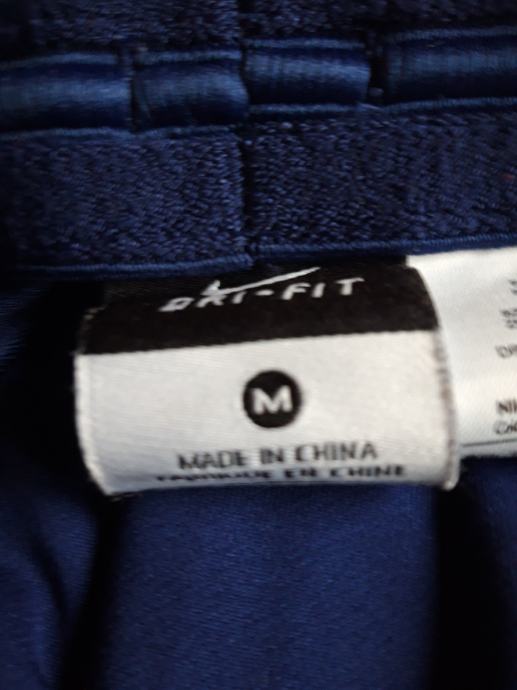 DRI-FIT
M
MADE IN CHINA
FABRIQUÉ EN CHINE